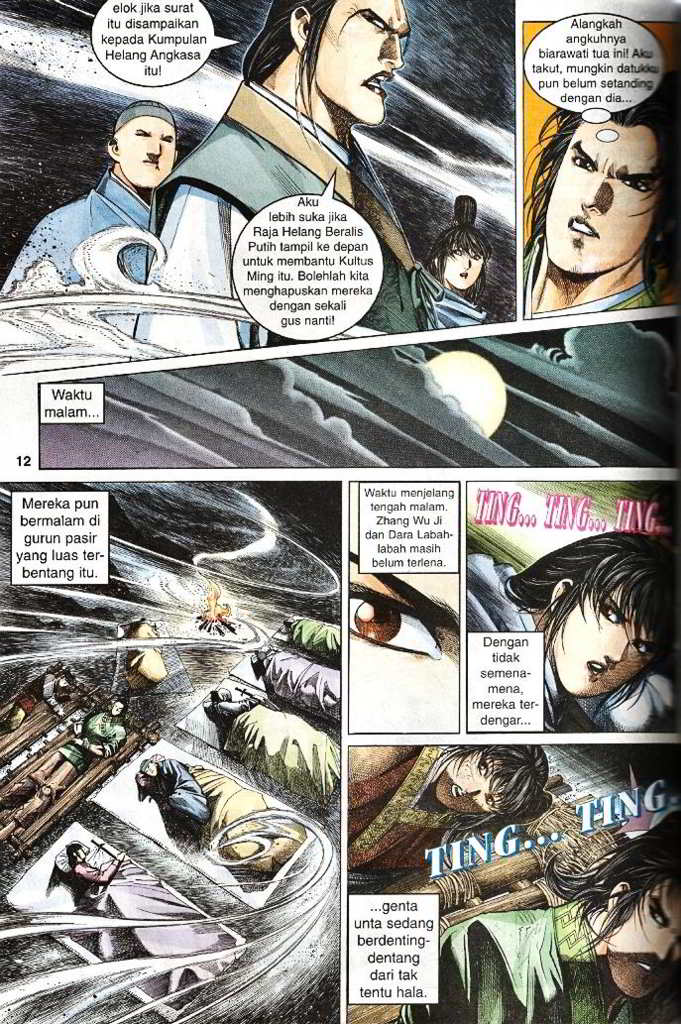 elok jika surat
itu disampaikan
kepada Kumpulan
Helang Angkasa
itu!
Aku
lebih suka jika
Raja Helang Beralis
Putih tampil ke depan
untuk membantu Kultus
Ming itu. Bolehlah kita
menghapuskan mereka
dengan sekali
gus nanti!
Alangkah
angkuhnya
biarawati tua ini! Aku
takut, mungkin datukku
pun belum setanding
dengan dia...
Waktu
malam...
12
Mereka pun
bermalam di
gurun pasir
yang luas ter-
bentang itu.
Waktu menjelang
tengah malam.
Zhang Wu Ji
dan Dara Labah-
labah masih
belum terlena.
TING... TING... TING...
Dengan
tidak
semena-
mena,
mereka ter-
dengar...
TING... TING...
...genta
unta sedang
berdenting-
dentang
dari tak
tentu hala.